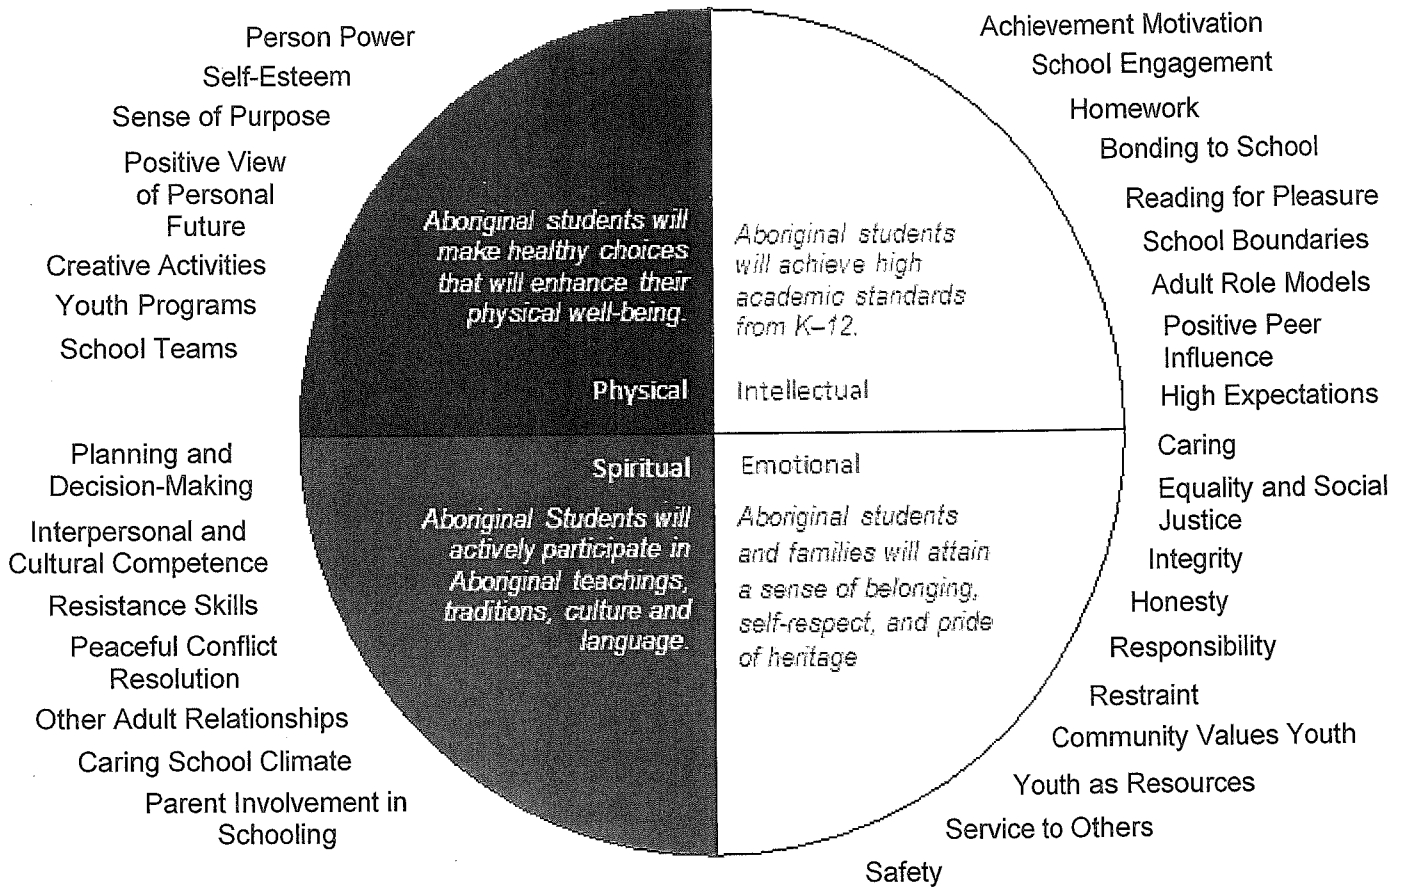 Person Power
Self-Esteem
Sense of Purpose
Positive View
of Personal
Future
Creative Activities
Youth Programs
School Teams
Aboriginal students will
make healthy choices
that will enhance their
physical well-being.
Physical
Achievement Motivation
School Engagement
Homework
Bonding to School
Reading for Pleasure
School Boundaries
Adult Role Models
Positive Peer
Influence
High Expectations
Aboriginal students
will achieve high
academic standards
from K–12.
Intellectual
Planning and
Decision-Making
Interpersonal and
Cultural Competence
Resistance Skills
Peaceful Conflict
Resolution
Other Adult Relationships
Caring School Climate
Parent Involvement in
Schooling
Spiritual
Aboriginal Students will
actively participate in
Aboriginal teachings,
traditions, culture and
language.
Emotional
Aboriginal students
and families will attain
a sense of belonging,
self-respect, and pride
of heritage
Caring
Equality and Social
Justice
Integrity
Honesty
Responsibility
Restraint
Community Values Youth
Youth as Resources
Service to Others
Safety